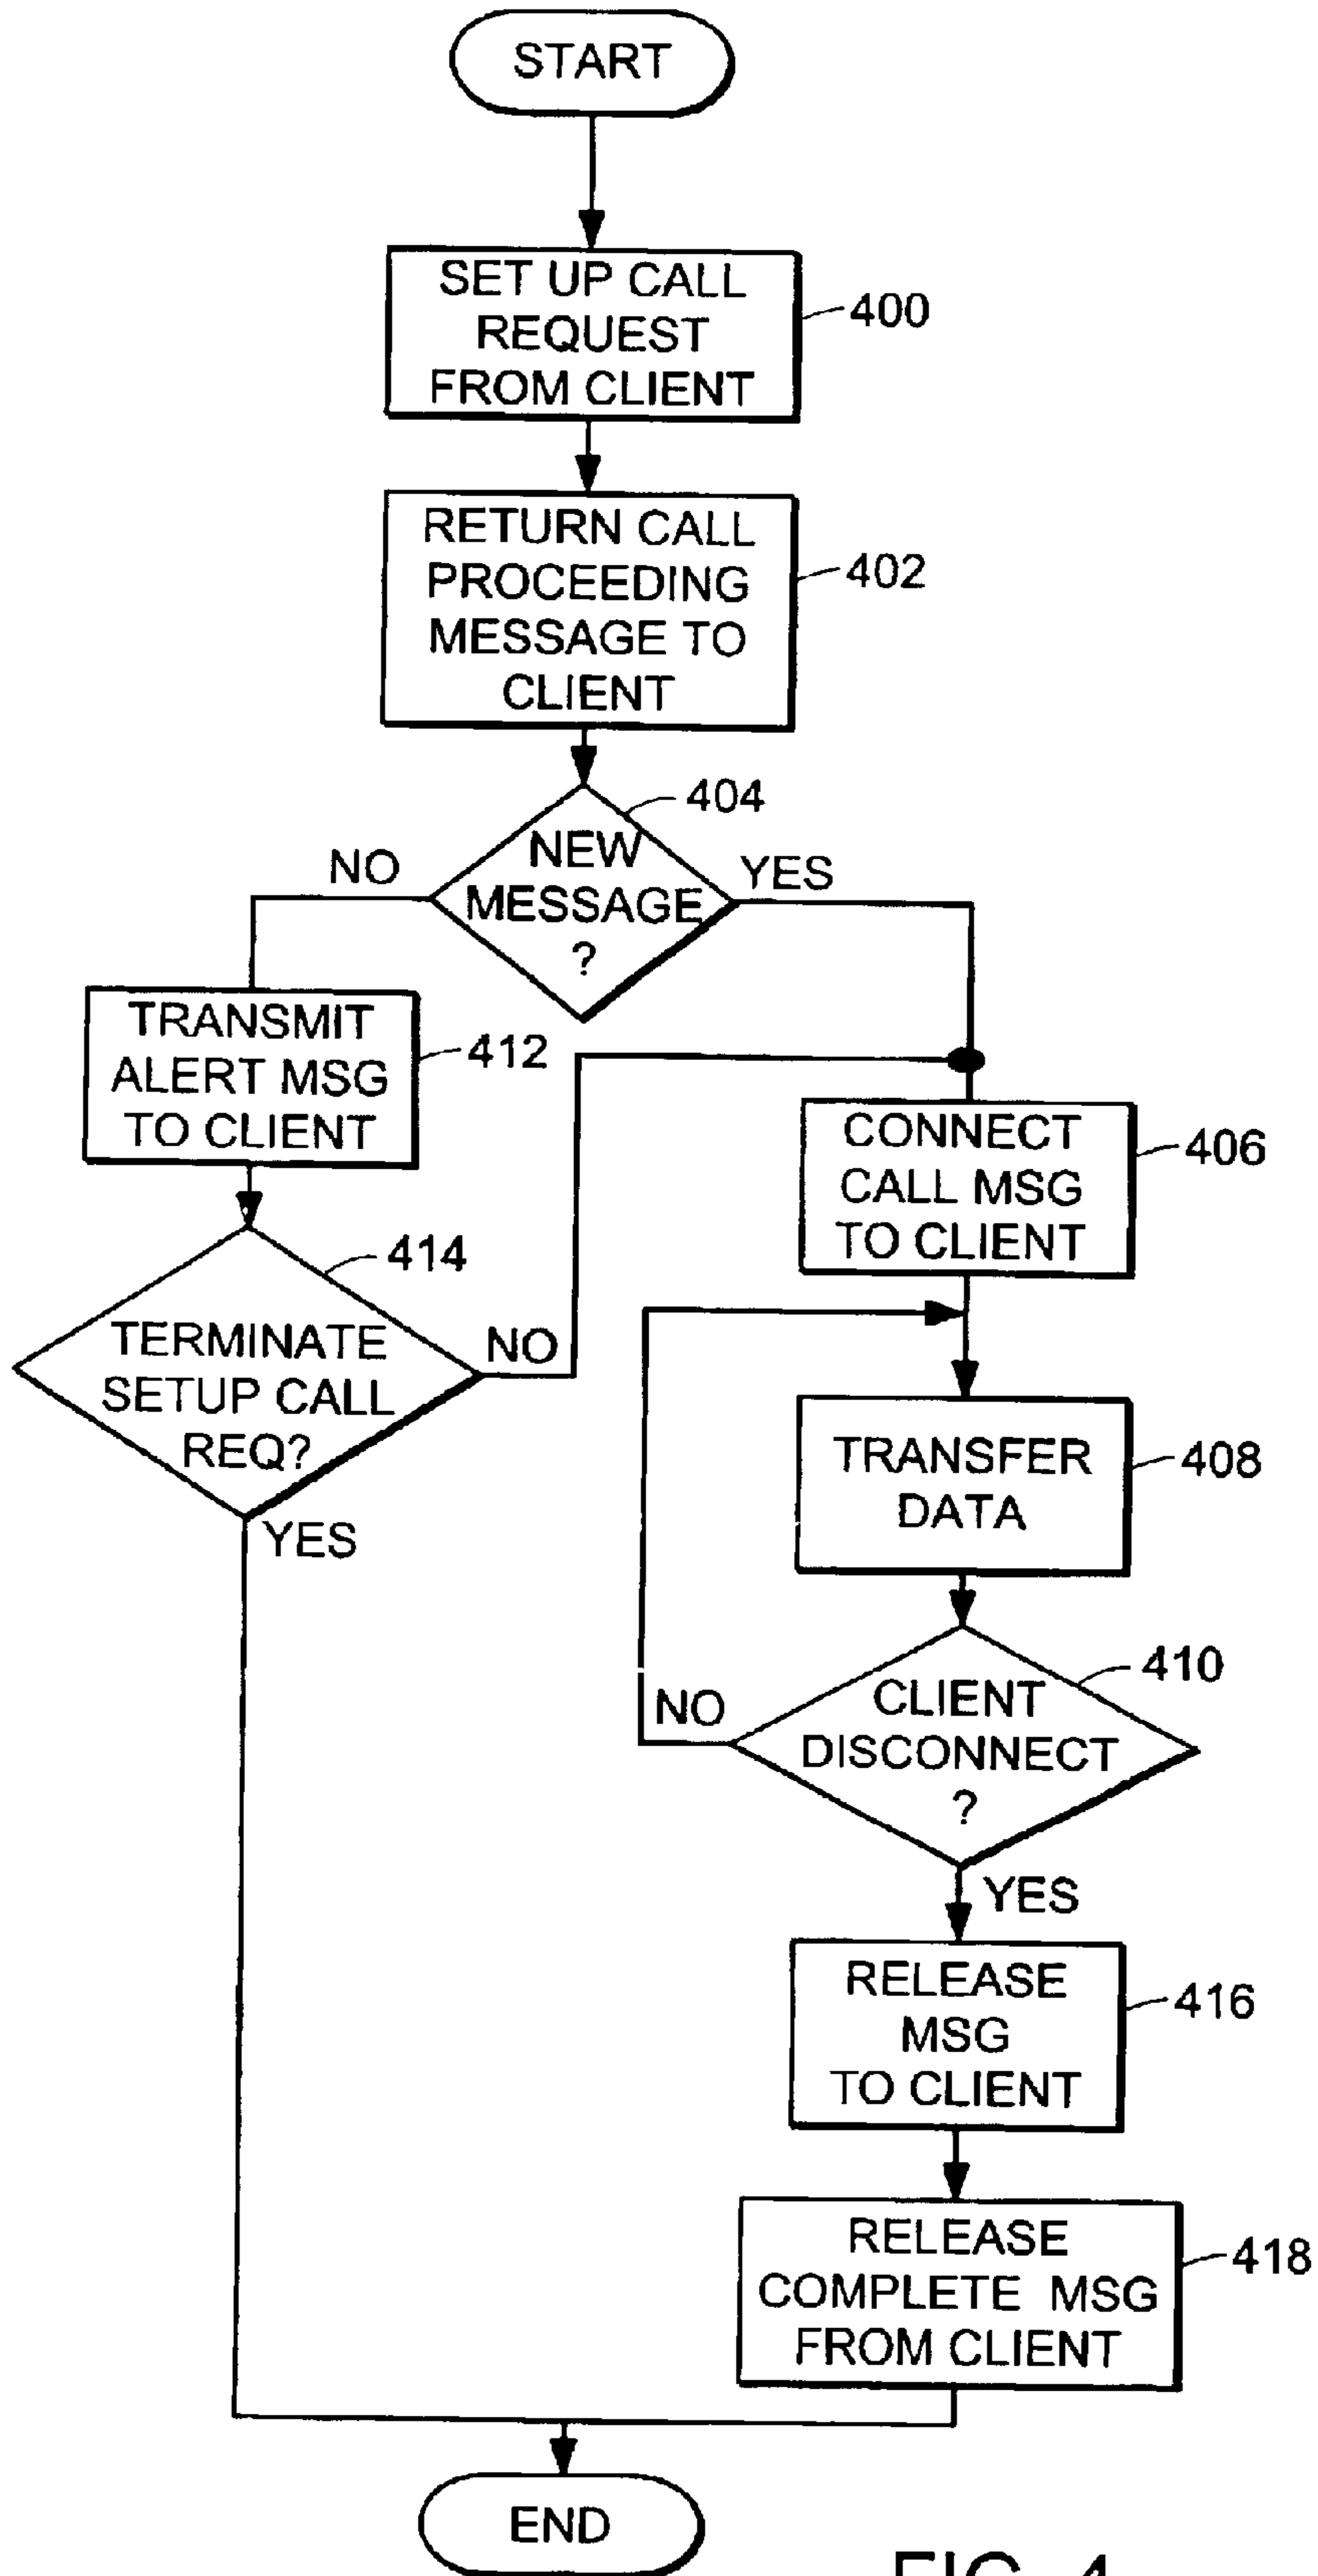 START
SET UP CALL
REQUEST
FROM CLIENT
400
RETURN CALL
PROCEEDING
MESSAGE TO
CLIENT
402
404
NEW
MESSAGE
?
NO
YES
TRANSMIT
ALERT MSG
TO CLIENT
412
CONNECT
CALL MSG
TO CLIENT
406
414
TERMINATE
SETUP CALL
REQ?
NO
YES
TRANSFER
DATA
408
410
CLIENT
DISCONNECT
?
NO
YES
RELEASE
MSG
TO CLIENT
416
RELEASE
COMPLETE MSG
FROM CLIENT
418
END
FIG. 4